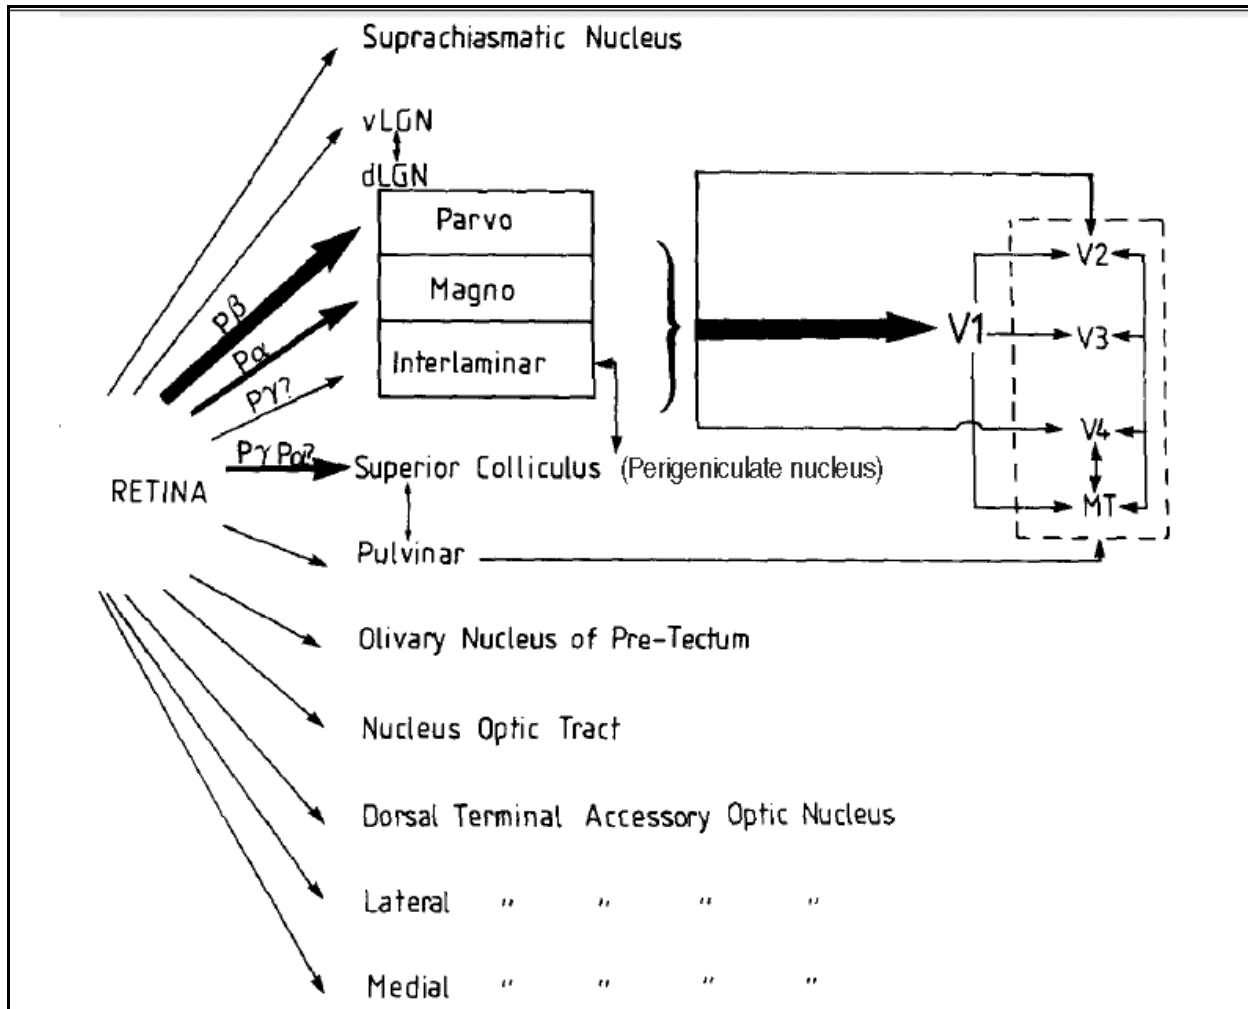 Suprachiasmatic Nucleus
vLGN
dLGN
Parvo
Magno
Interlaminar
Pβ
Pα
Pγ?
Pγ Pα?
RETINA
Superior Colliculus (Perigeniculate nucleus)
Pulvinar
V1
V2
V3
V4
MT
Olivary Nucleus of Pre-Tectum
Nucleus Optic Tract
Dorsal Terminal Accessory Optic Nucleus
Lateral " " " "
Medial " " " "